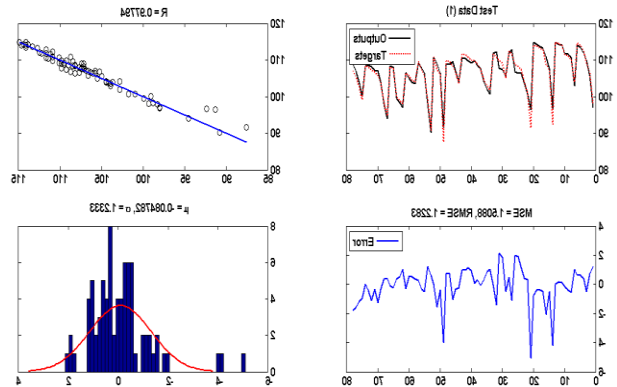 Test Data (1)
Outputs
Targets
120
110
100
90
80
0 10 20 30 40 50 60 70 80
R = 0.97794
120
110
100
90
80
85 90 95 100 105 110 115
MSE = 1.5088, RMSE = 1.2283
Error
4
2
0
-2
-4
-6
0 10 20 30 40 50 60 70 80
μ = -0.084782, σ = 1.2333
8
6
4
2
0
-6 -4 -2 0 2 4